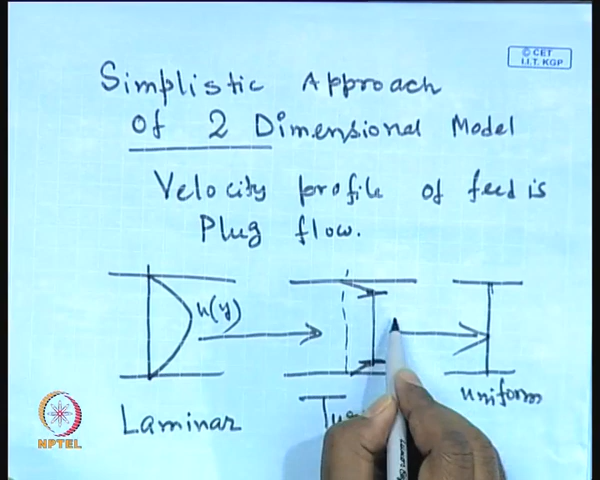 © CET
I.I.T. KGP
Simplistic Approach
of 2 Dimensional Model
Velocity profile of feed is
Plug flow.
u(y)
uniform
Laminar
NPTEL